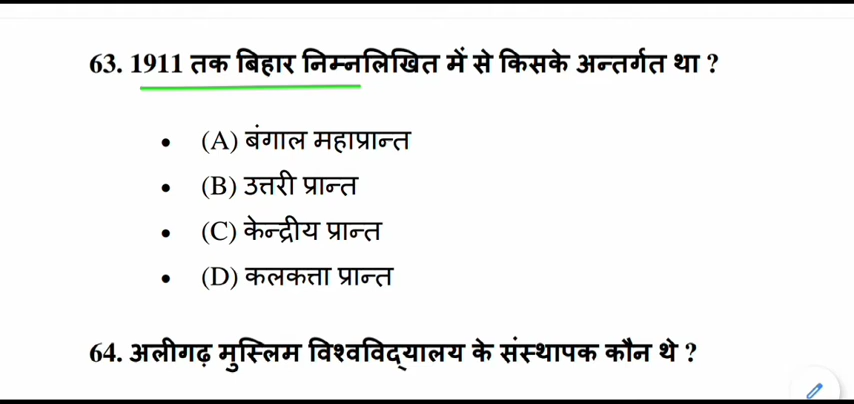 63. 1911 तक बिहार निम्नलिखित में से किसके अन्तर्गत था ?
• (A) बंगाल महाप्रान्त
• (B) उत्तरी प्रान्त
• (C) केन्द्रीय प्रान्त
• (D) कलकत्ता प्रान्त
64. अलीगढ़ मुस्लिम विश्वविद्यालय के संस्थापक कौन थे ?